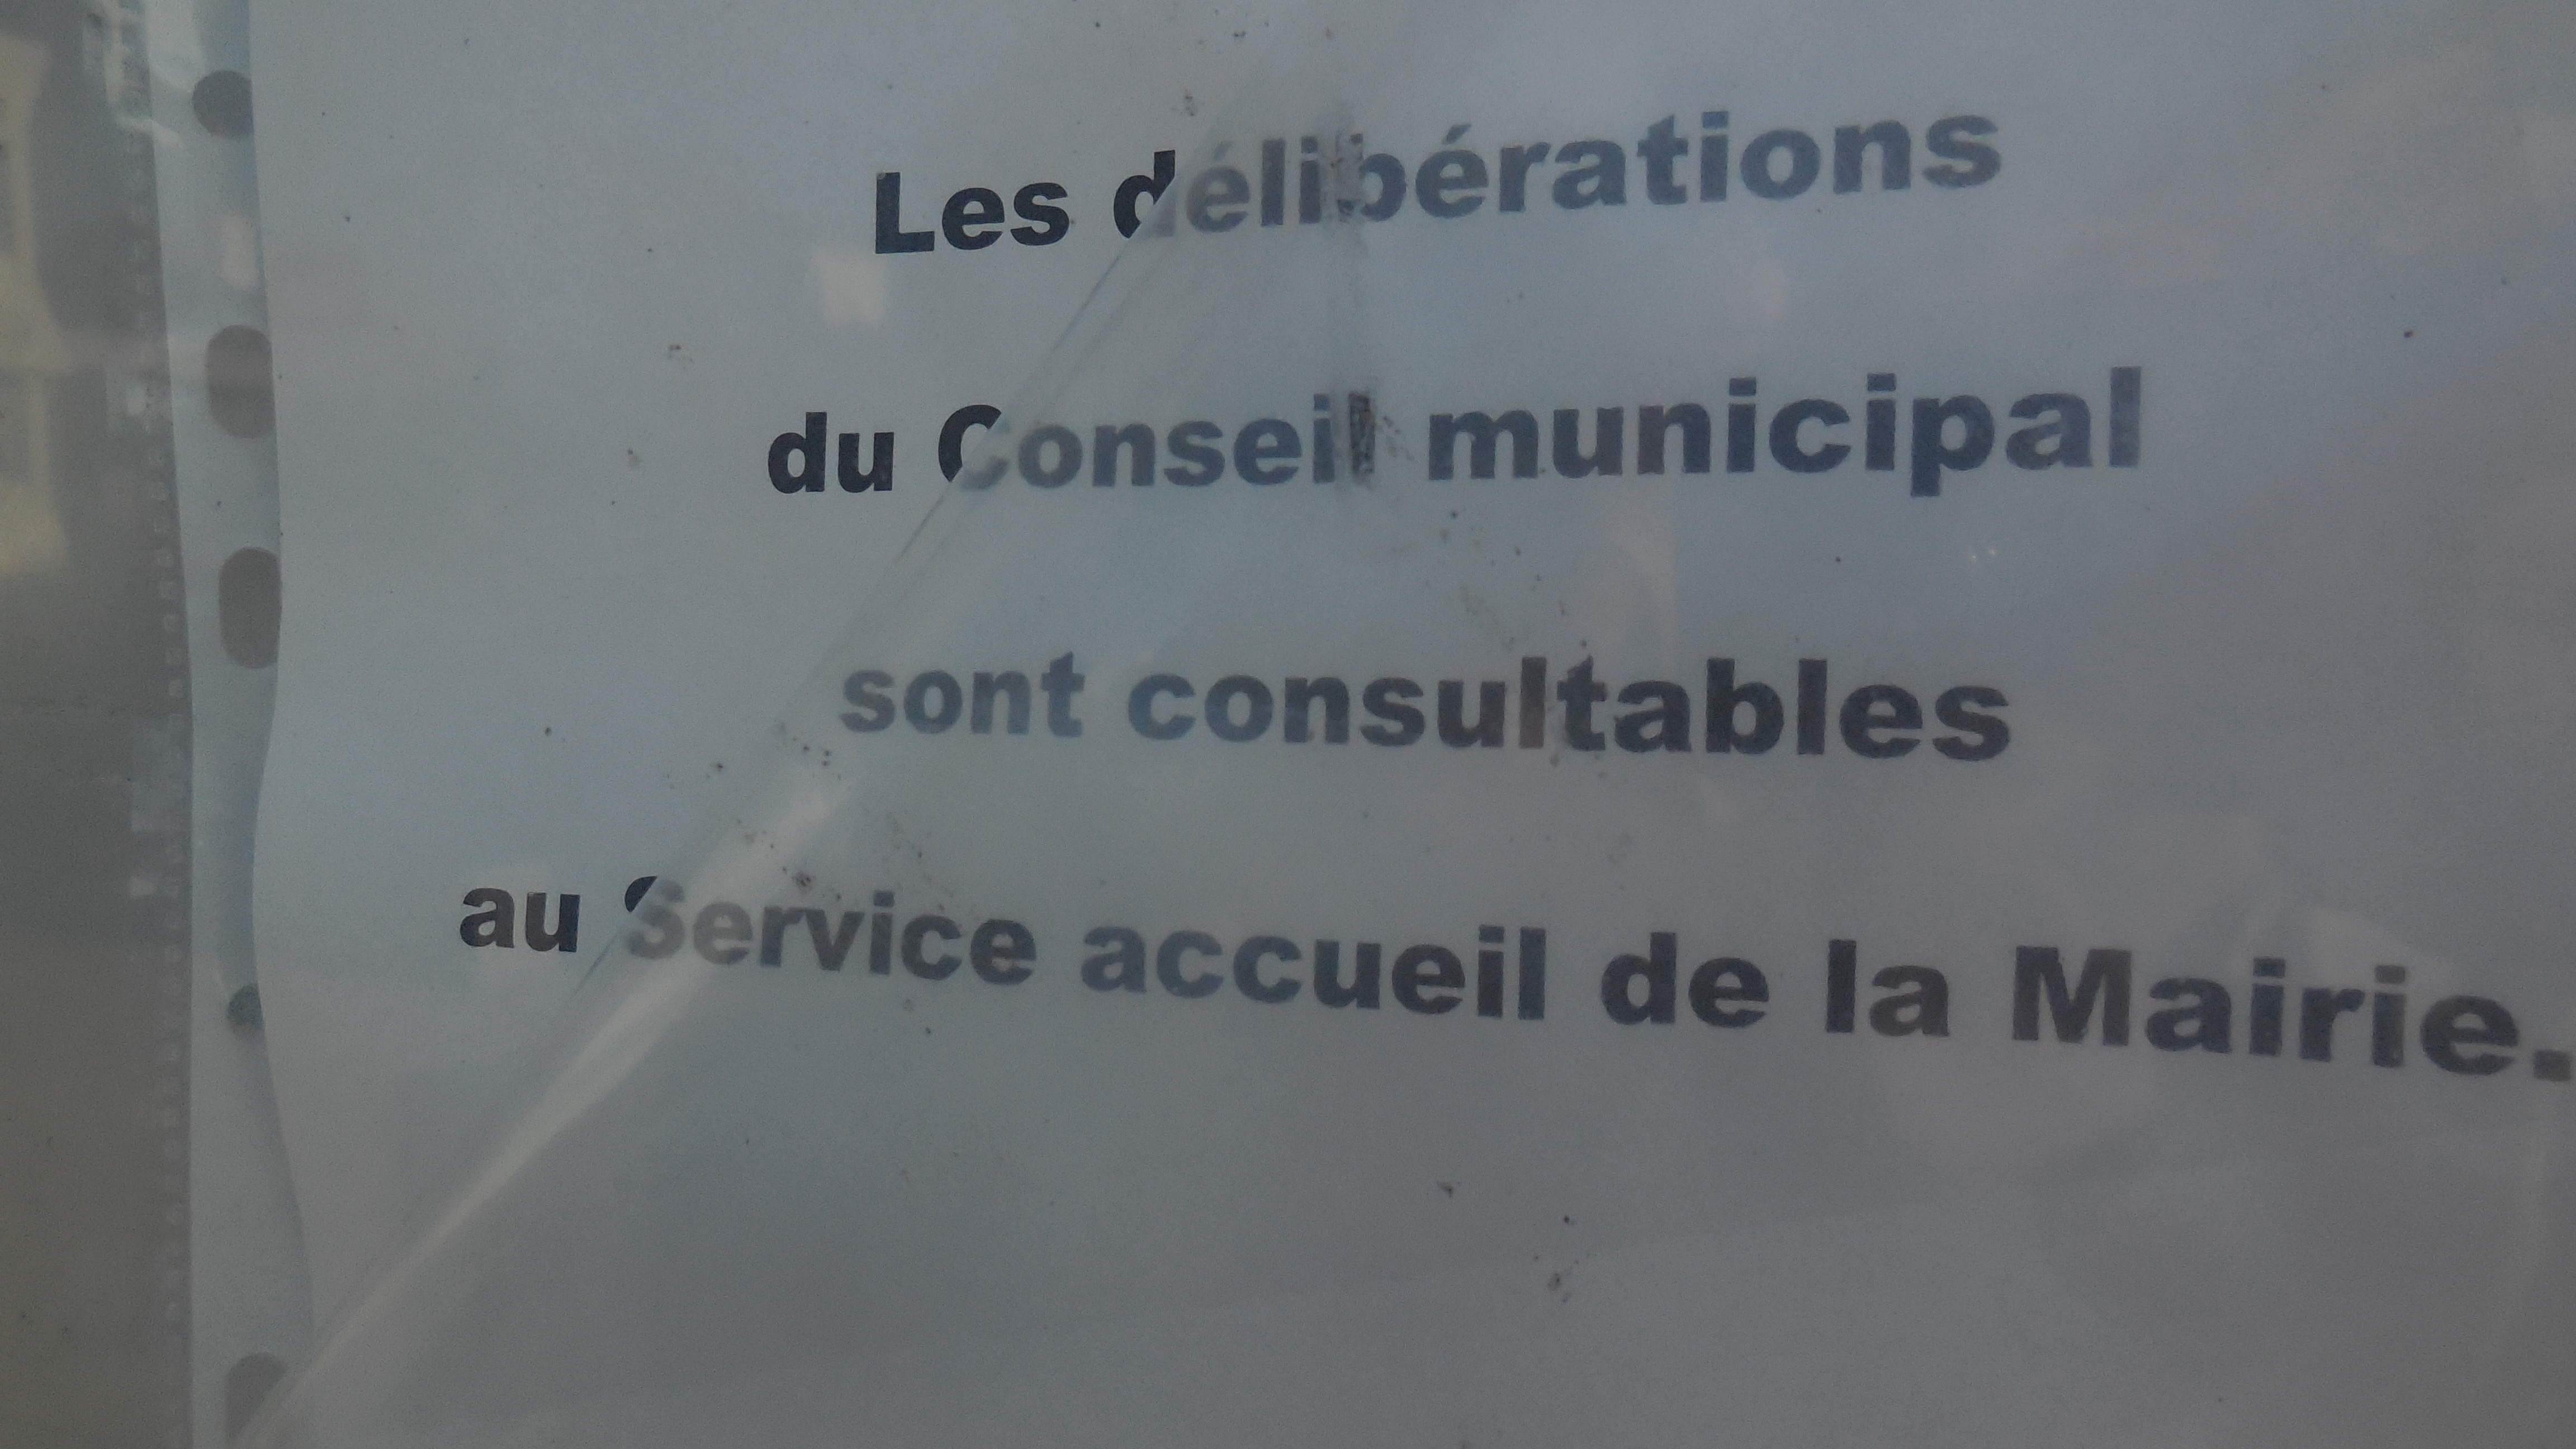 Les délibérations
du Conseil municipal
sont consultables
au Service accueil de la Mairie.